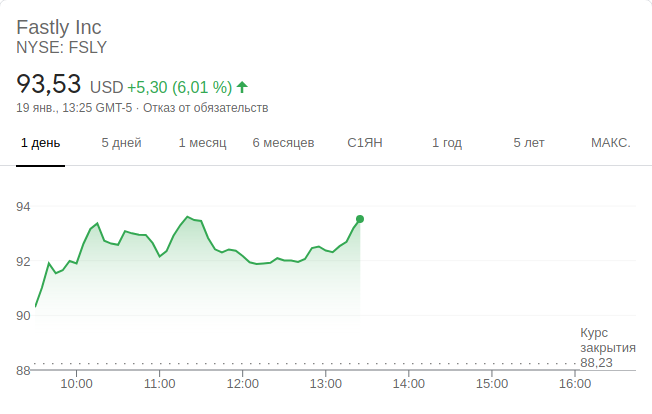 Fastly Inc
NYSE: FSLY
93,53 USD +5,30 (6,01 %)
19 янв., 13:25 GMT-5 · Отказ от обязательств
1 день 5 дней 1 месяц 6 месяцев С1ЯН 1 год 5 лет МАКС.
94
92
90
Курс
закрытия
88,23
88
10:00 11:00 12:00 13:00 14:00 15:00 16:00